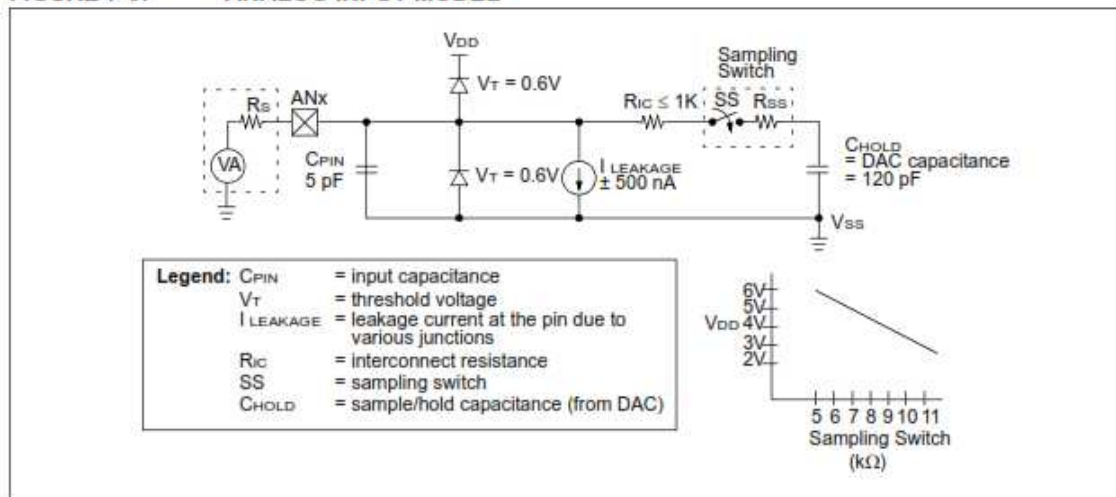 VDD
Sampling
Switch
VT = 0.6V
RS
ANx
RIC ≤ 1K
SS
RSS
CPIN
5 pF
VA
VT = 0.6V
I LEAKAGE
± 500 nA
CHOLD
= DAC capacitance
= 120 pF
VSS
Legend: CPIN = input capacitance
VT = threshold voltage
I LEAKAGE = leakage current at the pin due to
various junctions
RIC = interconnect resistance
SS = sampling switch
CHOLD = sample/hold capacitance (from DAC)
6V
5V
VDD 4V
3V
2V
5 6 7 8 9 10 11
Sampling Switch
(kΩ)